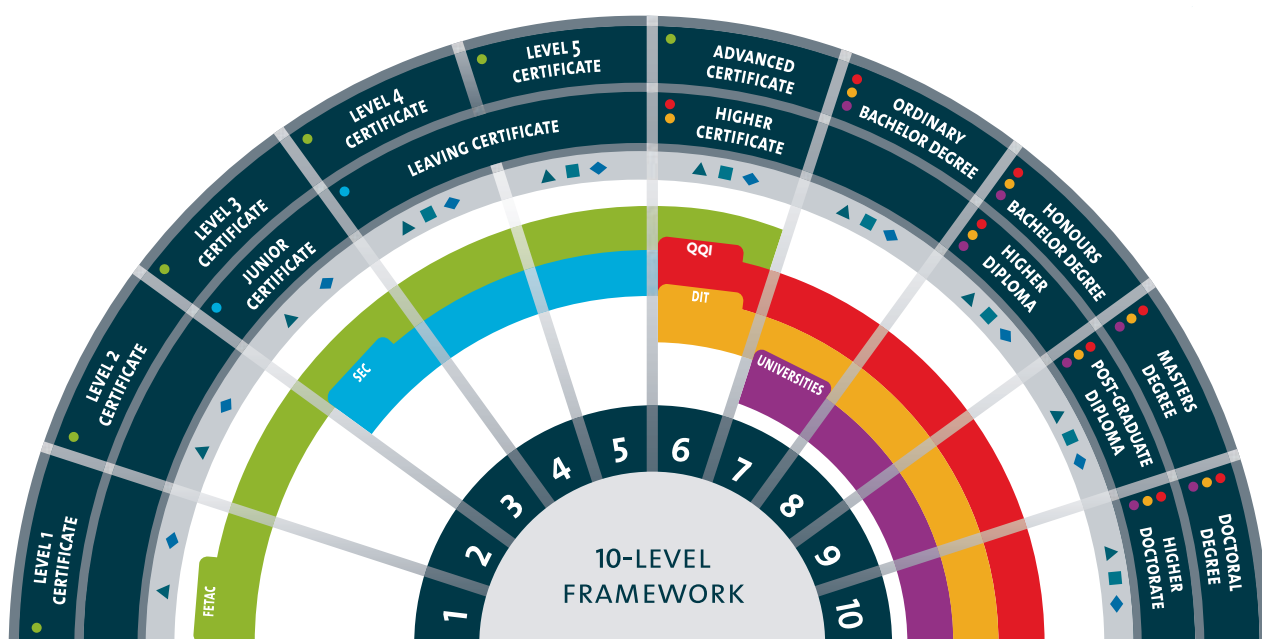 LEVEL 1
CERTIFICATE
LEVEL 2
CERTIFICATE
LEVEL 3
CERTIFICATE
JUNIOR
CERTIFICATE
LEVEL 4
CERTIFICATE
LEVEL 5
CERTIFICATE
LEAVING CERTIFICATE
ADVANCED
CERTIFICATE
HIGHER
CERTIFICATE
ORDINARY
BACHELOR DEGREE
HONOURS
BACHELOR DEGREE
HIGHER
DIPLOMA
MASTERS
DEGREE
POST-GRADUATE
DIPLOMA
DOCTORAL
DEGREE
HIGHER
DOCTORATE
FETAC
SEC
QQI
DIT
UNIVERSITIES
1
2
3
4
5
6
7
8
9
10
10-LEVEL
FRAMEWORK